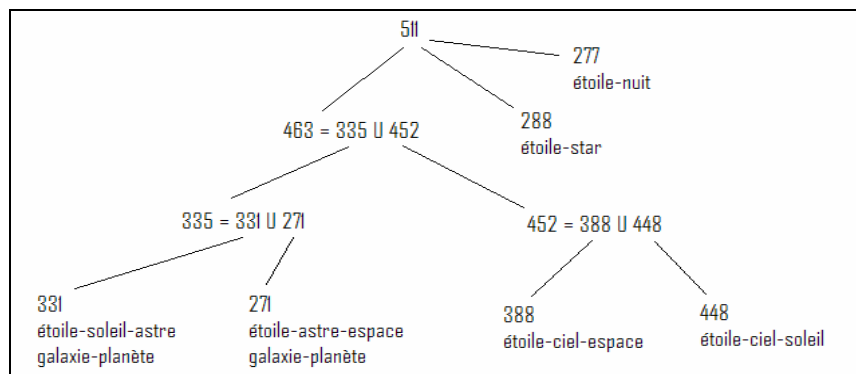 511
277
étoile-nuit
288
étoile-star
463 = 335 U 452
335 = 331 U 271
452 = 388 U 448
331
étoile-soleil-astre
galaxie-planète
271
étoile-astre-espace
galaxie-planète
388
étoile-ciel-espace
448
étoile-ciel-soleil